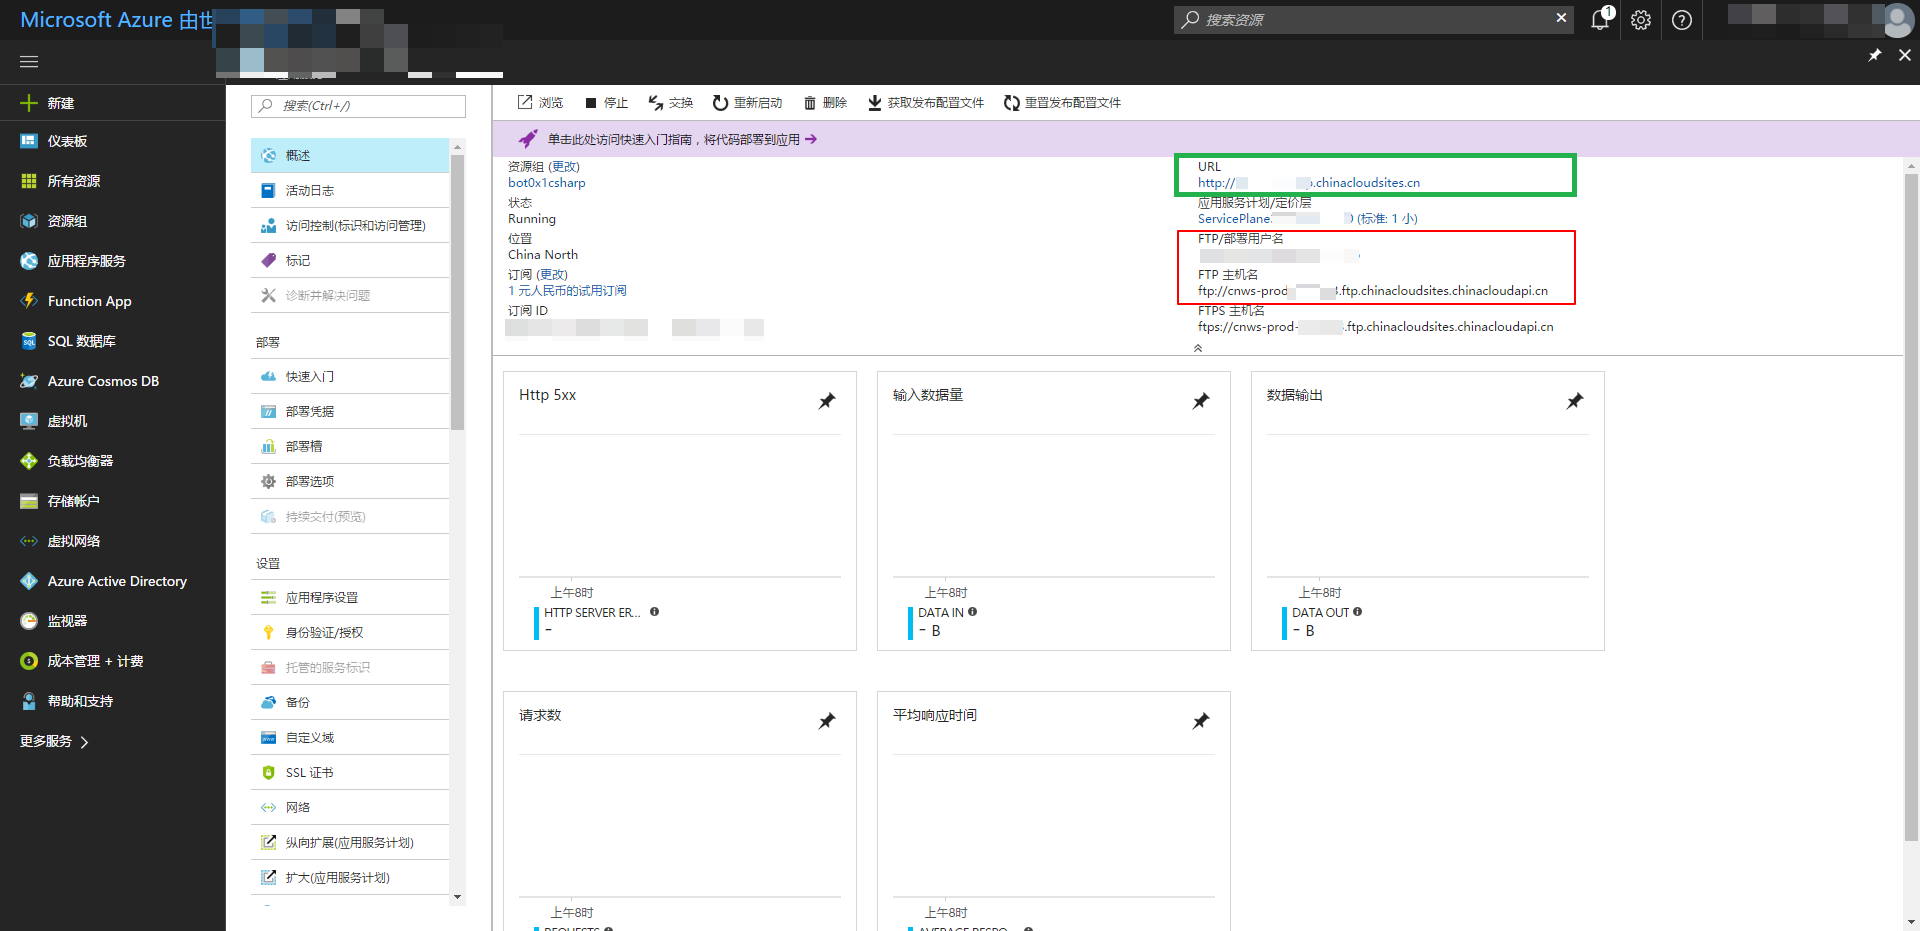 Microsoft Azure 由世
搜索资源
1
新建
仪表板
所有资源
资源组
应用程序服务
Function App
SQL 数据库
Azure Cosmos DB
虚拟机
负载均衡器
存储帐户
虚拟网络
Azure Active Directory
监视器
成本管理 + 计费
帮助和支持
更多服务
搜索(Ctrl+/)
概述
活动日志
访问控制(标识和访问管理)
标记
诊断并解决问题
部署
快速入门
部署凭据
部署槽
部署选项
持续交付(预览)
设置
应用程序设置
身份验证/授权
托管的服务标识
备份
自定义域
SSL 证书
网络
纵向扩展(应用服务计划)
扩大(应用服务计划)
浏览 停止 交换 重新启动 删除 获取发布配置文件 重置发布配置文件
单击此处访问快速入门指南，将代码部署到应用
资源组 (更改)
bot0x1csharp
状态
Running
位置
China North
订阅 (更改)
1 元人民币的试用订阅
订阅 ID
URL
http:// .chinacloudsites.cn
应用服务计划/定价层
ServicePlane (标准: 1 小)
FTP/部署用户名
FTP 主机名
ftp://cnws-prod .ftp.chinacloudsites.chinacloudapi.cn
FTPS 主机名
ftps://cnws-prod- .ftp.chinacloudsites.chinacloudapi.cn
Http 5xx
上午8时
HTTP SERVER ER...
-
输入数据量
上午8时
DATA IN
- B
数据输出
上午8时
DATA OUT
- B
请求数
上午8时
REQUESTS
平均响应时间
上午8时
AVERAGE RESPO...